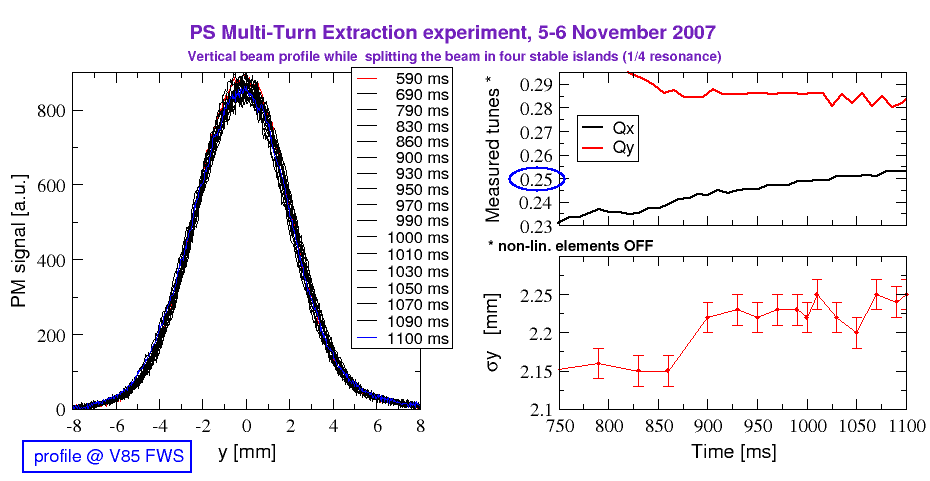 PS Multi-Turn Extraction experiment, 5-6 November 2007
Vertical beam profile while splitting the beam in four stable islands (1/4 resonance)
PM signal [a.u.]
800
600
400
200
0
-8 -6 -4 -2 0 2 4 6 8
y [mm]
590 ms
690 ms
790 ms
830 ms
860 ms
900 ms
930 ms
950 ms
970 ms
990 ms
1000 ms
1010 ms
1030 ms
1050 ms
1070 ms
1090 ms
1100 ms
profile @ V85 FWS
Measured tunes *
0.29
0.28
0.27
0.26
0.25
0.24
0.23
Qx
Qy
* non-lin. elements OFF
σy [mm]
2.25
2.2
2.15
2.1
750 800 850 900 950 1000 1050 1100
Time [ms]